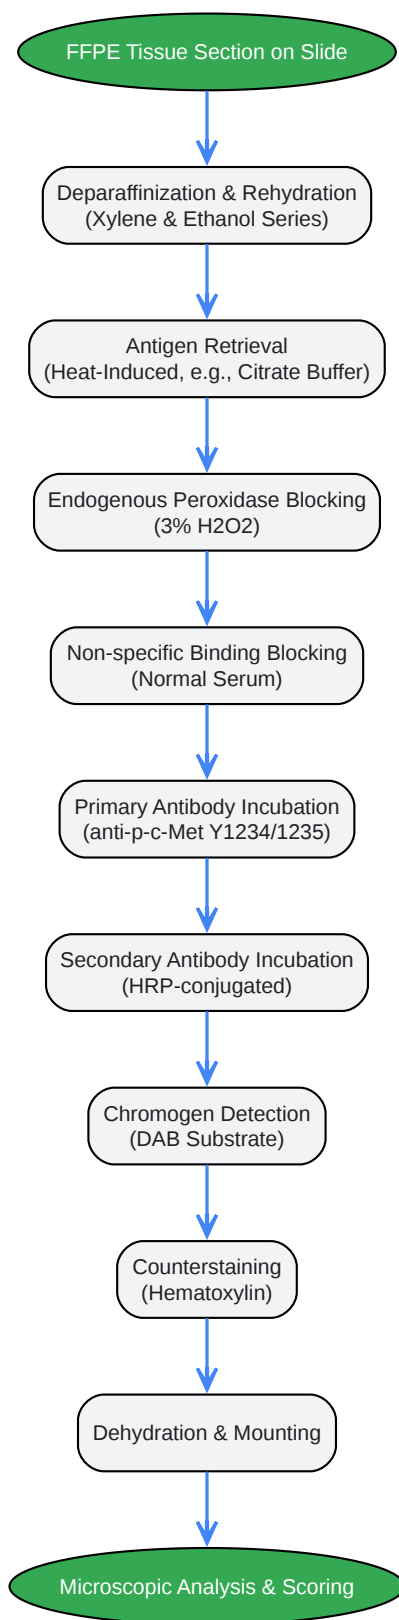 FFPE Tissue Section on Slide
Deparaffinization & Rehydration
(Xylene & Ethanol Series)
Antigen Retrieval
(Heat-Induced, e.g., Citrate Buffer)
Endogenous Peroxidase Blocking
(3% H2O2)
Non-specific Binding Blocking
(Normal Serum)
Primary Antibody Incubation
(anti-p-c-Met Y1234/1235)
Secondary Antibody Incubation
(HRP-conjugated)
Chromogen Detection
(DAB Substrate)
Counterstaining
(Hematoxylin)
Dehydration & Mounting
Microscopic Analysis & Scoring